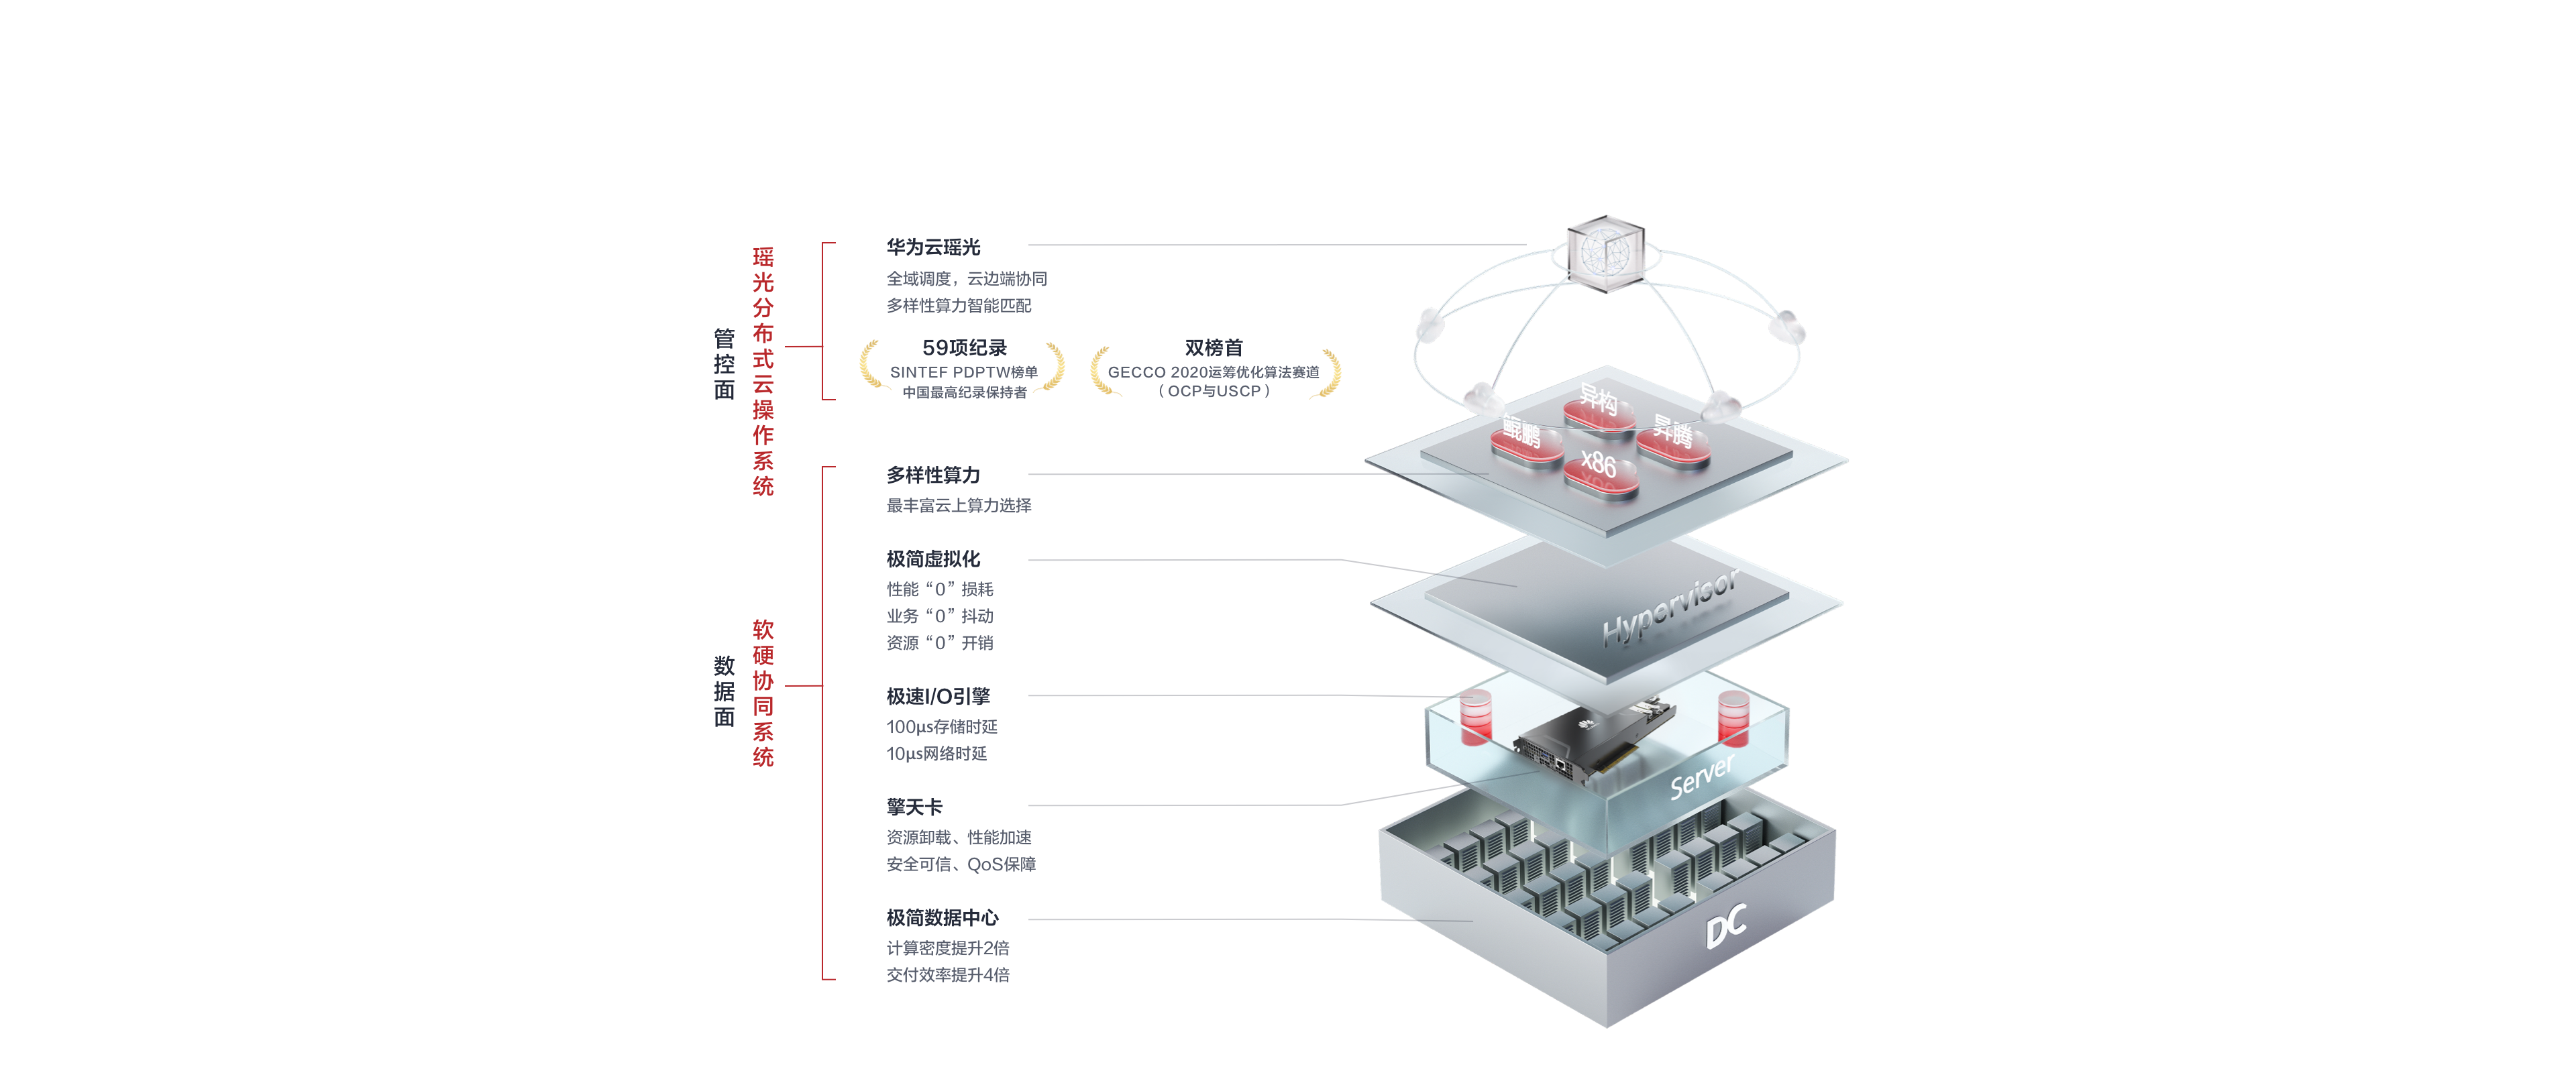 管控面
瑶光分布式云操作系统
华为云瑶光
全域调度，云边端协同
多样性算力智能匹配
59项纪录
SINTEF PDPTW榜单
中国最高纪录保持者
双榜首
GECCO 2020运筹优化算法赛道
（OCP与USCP）
数据面
软硬协同系统
多样性算力
最丰富云上算力选择
极简虚拟化
性能“0”损耗
业务“0”抖动
资源“0”开销
极速I/O引擎
100μs存储时延
10μs网络时延
擎天卡
资源卸载、性能加速
安全可信、QoS保障
极简数据中心
计算密度提升2倍
交付效率提升4倍
异构
鲲鹏
昇腾
x86
Hypervisor
Server
DC